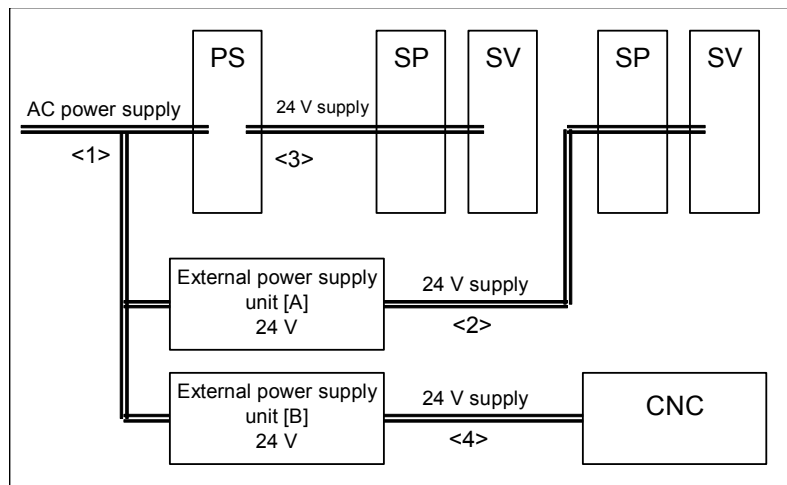 PS
SP
SV
SP
SV
AC power supply
24 V supply
<1>
<3>
External power supply
unit [A]
24 V
24 V supply
<2>
External power supply
unit [B]
24 V
24 V supply
<4>
CNC